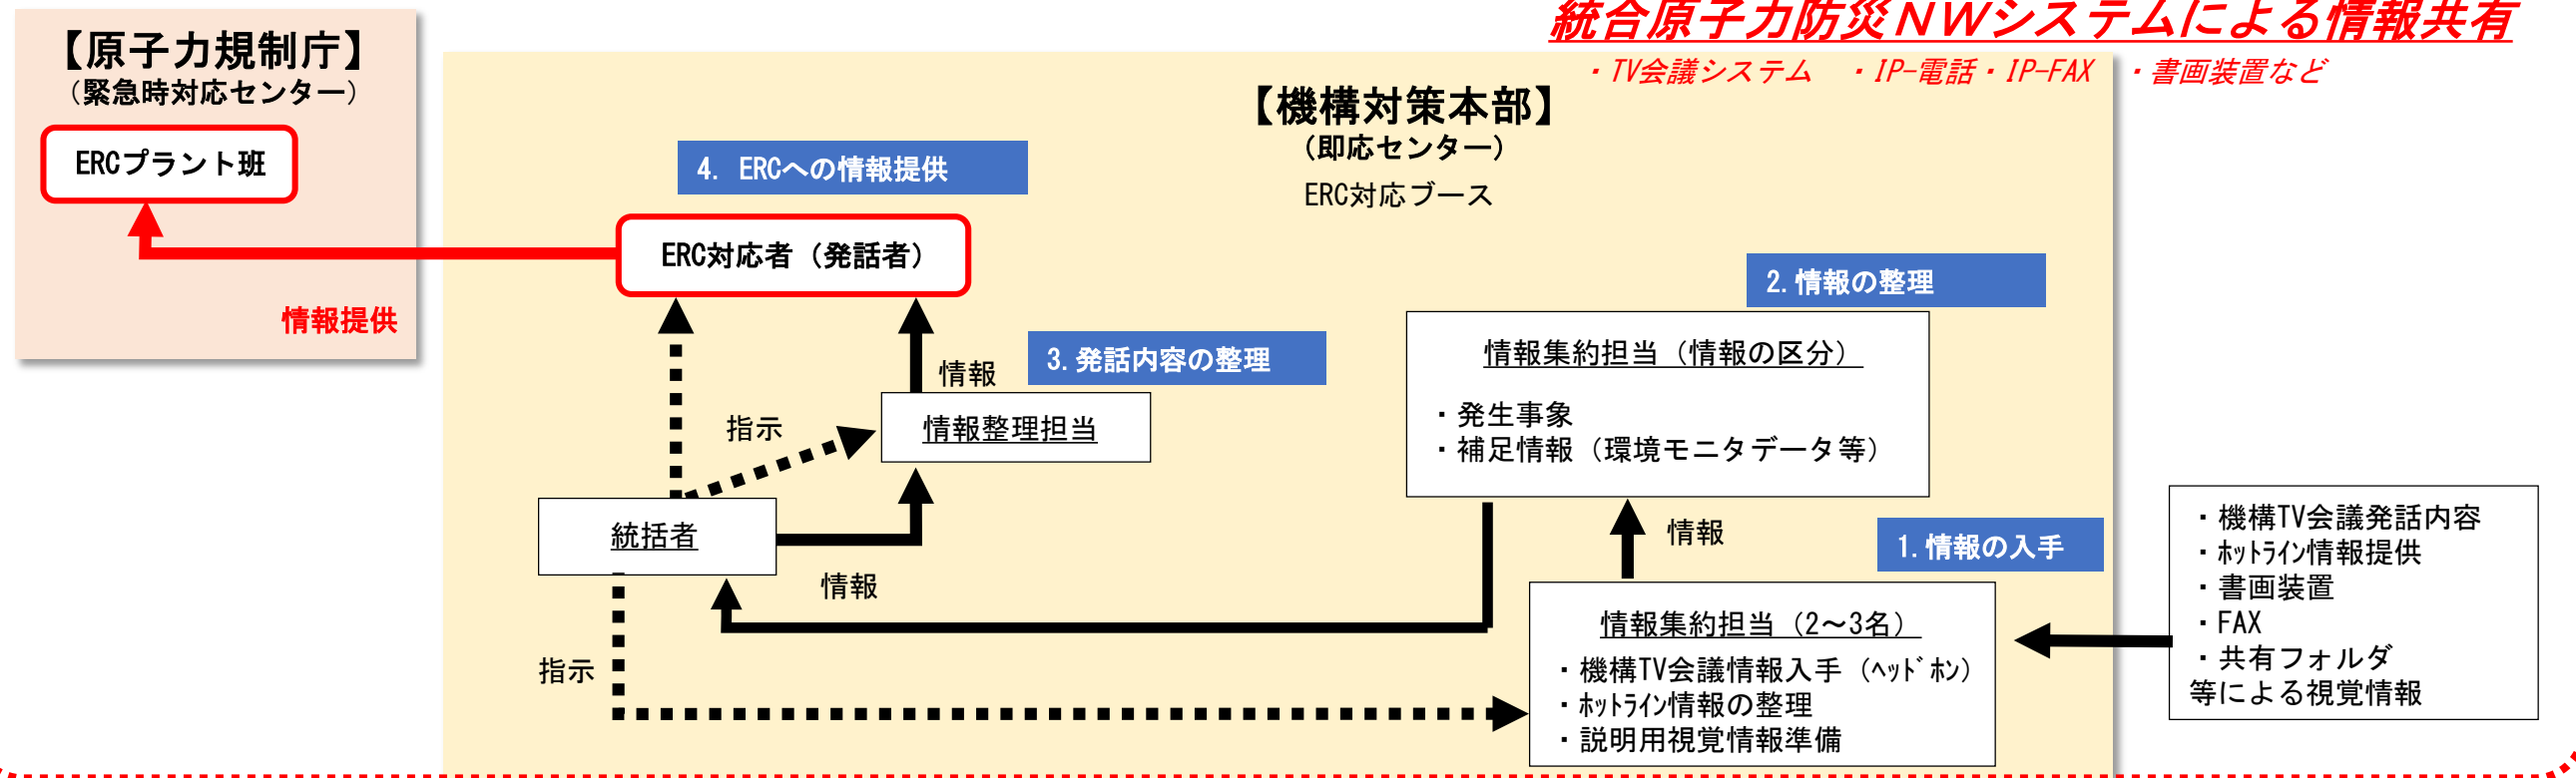 統合原子力防災NWシステムによる情報共有
・TV会議システム　・IP-電話・IP-FAX　・書画装置など
【原子力規制庁】
（緊急時対応センター）
ERCプラント班
情報提供
【機構対策本部】
（即応センター）
ERC対応ブース
4. ERCへの情報提供
ERC対応者（発話者）
2.情報の整理
情報集約担当（情報の区分）
・発生事象
・補足情報（環境モニタデータ等）
3.発話内容の整理
情報
情報整理担当
指示
統括者
情報
指示
情報
1.情報の入手
情報集約担当（2～3名）
・機構TV会議情報入手（ﾍｯﾄﾞﾎﾝ）
・ﾎｯﾄﾗｲﾝ情報の整理
・説明用視覚情報準備
・機構TV会議発話内容
・ﾎｯﾄﾗｲﾝ情報提供
・書画装置
・FAX
・共有フォルダ
等による視覚情報